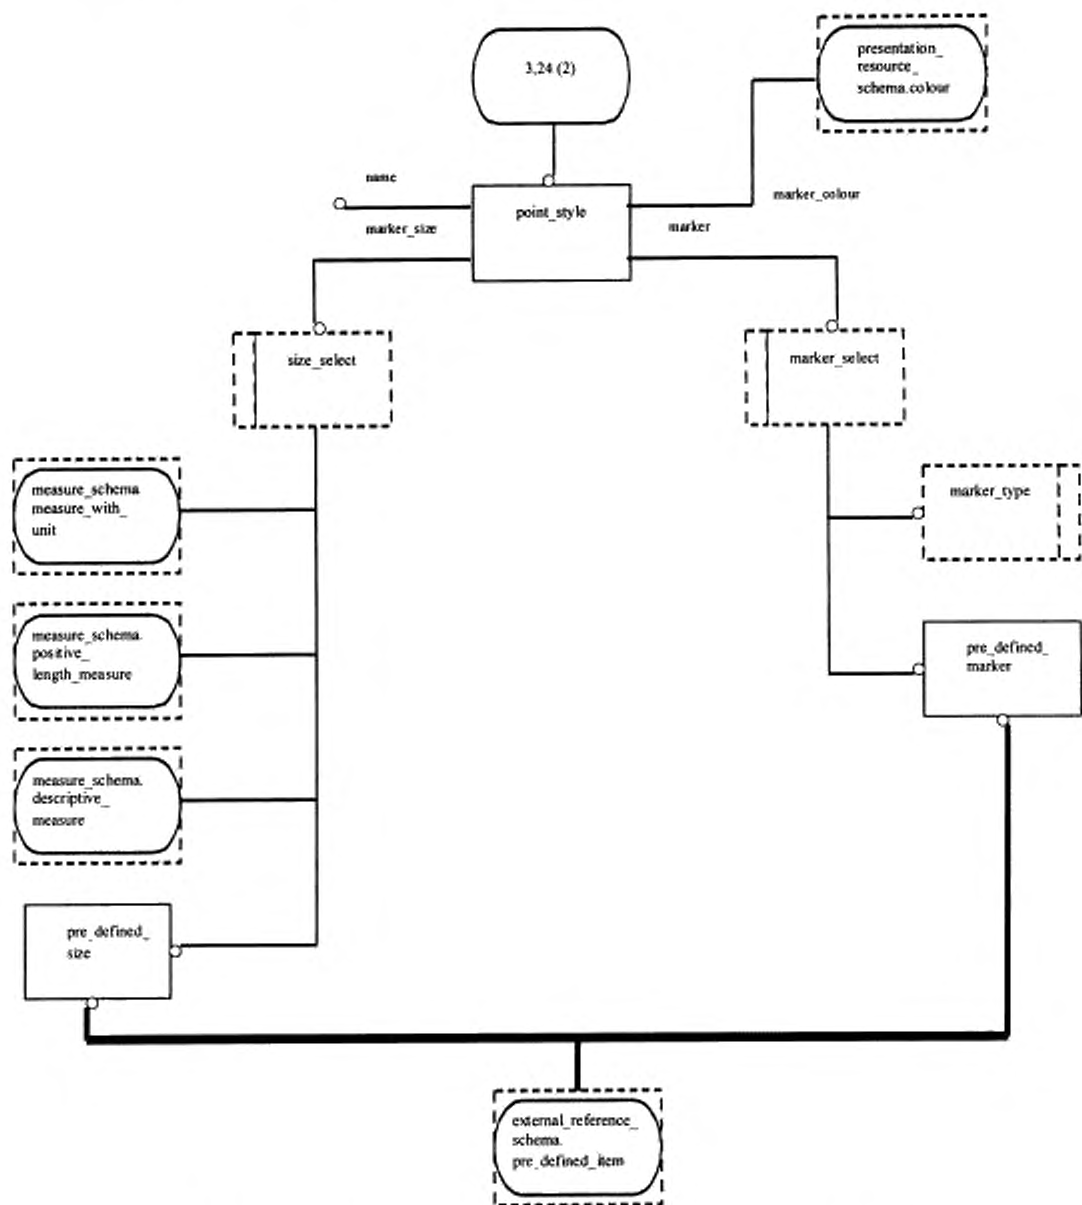 3,24 (2)
presentation_
resource_
schema.colour
name
point_style
marker_colour
marker_size
marker
size_select
marker_select
measure_schema
measure_with_
unit
marker_type
measure_schema.
positive_
length_measure
pre_defined_
marker
measure_schema.
descriptive_
measure
pre_defined_
size
external_reference_
schema.
pre_defined_item